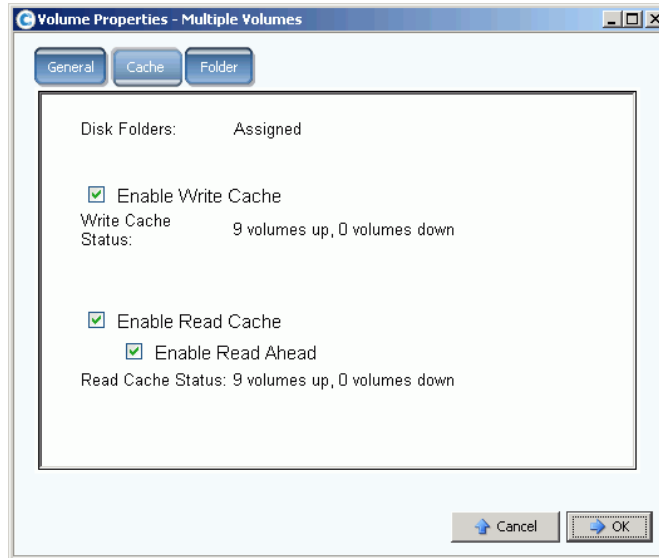 Volume Properties - Multiple Volumes
General Cache Folder
Disk Folders: Assigned
Enable Write Cache
Write Cache
Status: 9 volumes up, 0 volumes down
Enable Read Cache
Enable Read Ahead
Read Cache Status: 9 volumes up, 0 volumes down
Cancel OK